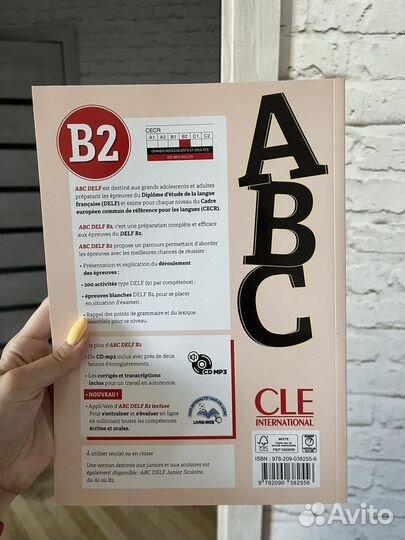 B2
CECR
A1 A2 B1 B2 C1 C2
GRANDS ADOLESCENTS ET ADULTES
CD MP3 INCLUS
ABC DELF est destiné aux grands adolescents et adultes
préparant les épreuves du Diplôme d'étude de la langue
française (DELF) et existe pour chaque niveau du Cadre
européen commun de référence pour les langues (CECR).
ABC DELF B2, c'est une préparation complète et efficace
aux épreuves du DELF B2.
ABC DELF B2 propose un parcours permettant d'aborder
les épreuves avec les meilleures chances de réussite :
• Présentation et explication du déroulement
des épreuves ;
• 200 activités type DELF (50 par compétence) ;
• épreuves blanches DELF B2, pour se placer
en situation d'examen ;
Rappel des points de grammaire et du lexique
essentiels pour ce niveau.
plus d'ABC DELF B2
Un CD-mp3 inclus avec près de deux
heures d'enregistrements.
• Les corrigés et transcriptions
inclus pour un travail en autonomie.
• NOUVEAU !
• Appli-Web d'ABC DELF B2 incluse
Pour s'entraîner et s'évaluer en ligne
en sollicitant toutes les compétences
écrites et orales.
CD MP3
LIVRE-WEB
À utiliser seul(e) ou en classe
Une version destinée aux juniors et aux scolaires est
également disponible : ABC DELF Junior Scolaire,
du A1 au B2.
ABC
CLE
INTERNATIONAL
FSC
MIXTE
ISBN : 978-209-038255-6
9 782090 382556
Avito